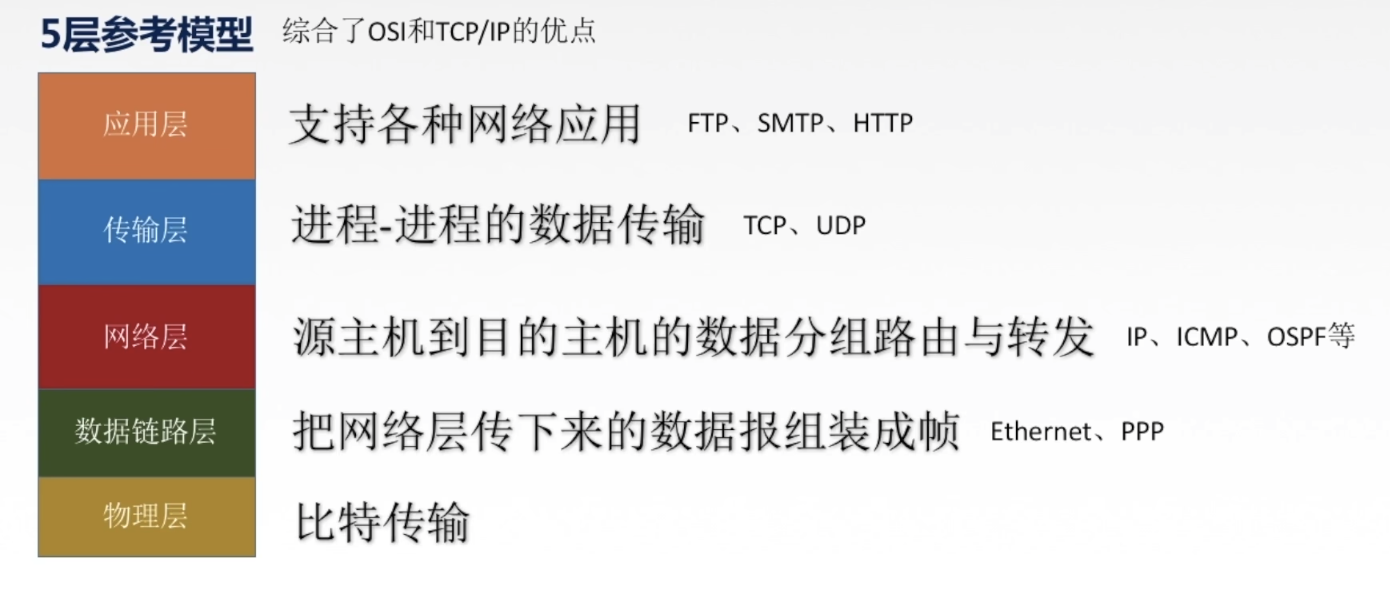 5层参考模型 综合了OSI和TCP/IP的优点
应用层 支持各种网络应用 FTP、SMTP、HTTP
传输层 进程-进程的数据传输 TCP、UDP
网络层 源主机到目的主机的数据分组路由与转发 IP、ICMP、OSPF等
数据链路层 把网络层传下来的数据报组装成帧 Ethernet、PPP
物理层 比特传输